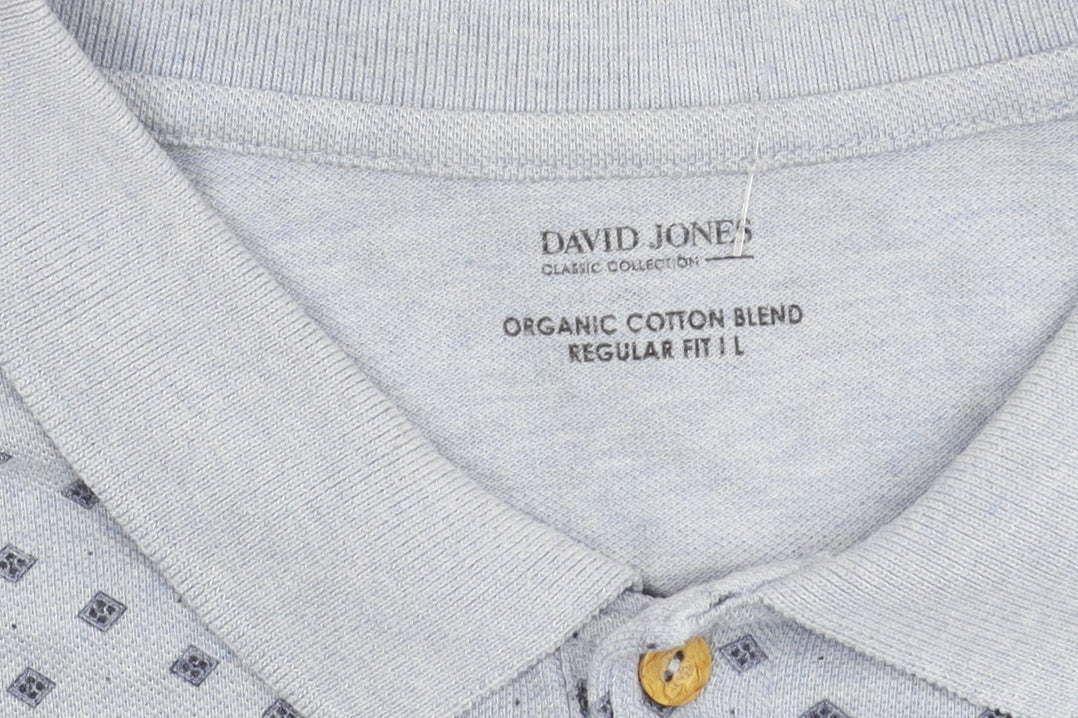 DAVID JONES
CLASSIC COLLECTION
ORGANIC COTTON BLEND
REGULAR FIT | L